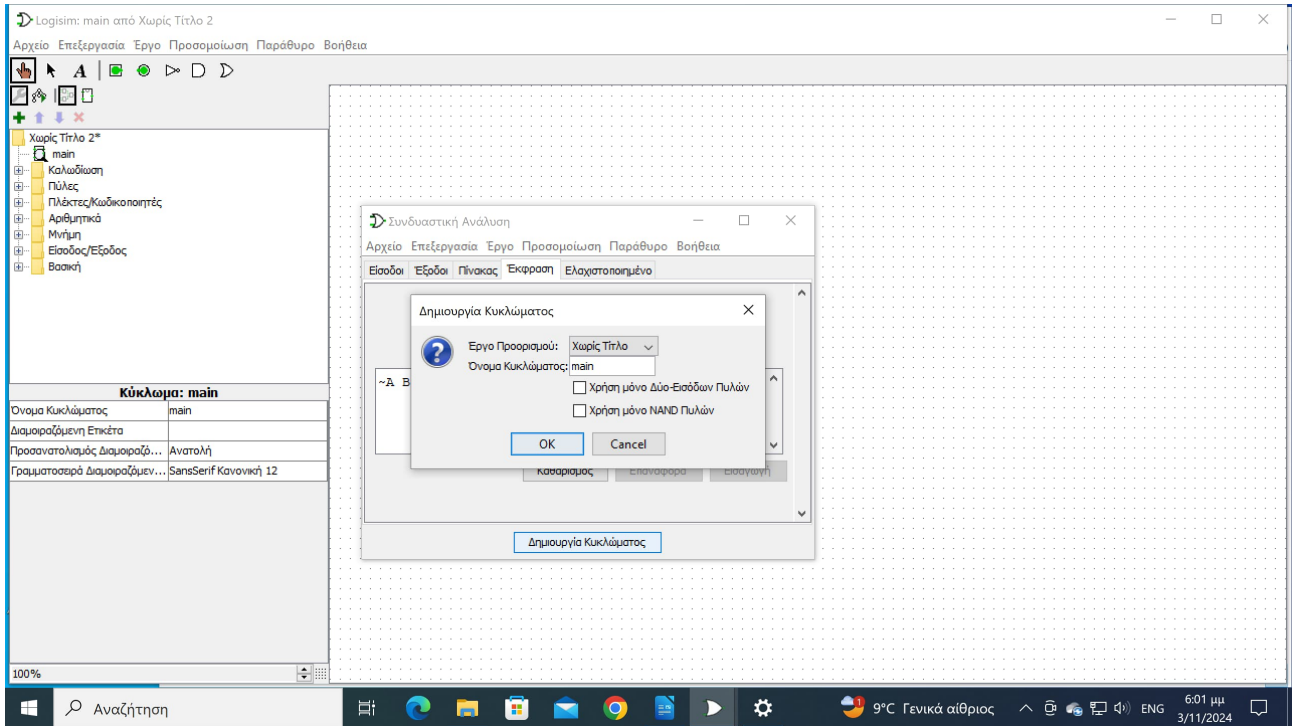 Logisim: main από Χωρίς Τίτλο 2
Αρχείο Επεξεργασία Έργο Προσομοίωση Παράθυρο Βοήθεια
A
Χωρίς Τίτλο 2*
main
Καλωδίωση
Πύλες
Πλέκτες/Κωδικοποιητές
Αριθμητικά
Μνήμη
Είσοδος/Έξοδος
Βασική
Συνδυαστική Ανάλυση
Αρχείο Επεξεργασία Έργο Προσομοίωση Παράθυρο Βοήθεια
Είσοδοι Έξοδοι Πίνακας Έκφραση Ελαχιστοποιημένο
Δημιουργία Κυκλώματος
Έργο Προορισμού: Χωρίς Τίτλο
Όνομα Κυκλώματος: main
~A B
Χρήση μόνο Δύο-Εισόδων Πυλών
Χρήση μόνο NAND Πυλών
OK Cancel
Καθαρισμός Επαναφορά Εισαγωγή
Δημιουργία Κυκλώματος
Κύκλωμα: main
Όνομα Κυκλώματος main
Διαμοιραζόμενη Ετικέτα
Προσανατολισμός Διαμοιραζό... Ανατολή
Γραμματοσειρά Διαμοιραζόμεν... SansSerif Κανονική 12
100%
Αναζήτηση
1
9°C Γενικά αίθριος
ENG
6:01 μμ
3/11/2024